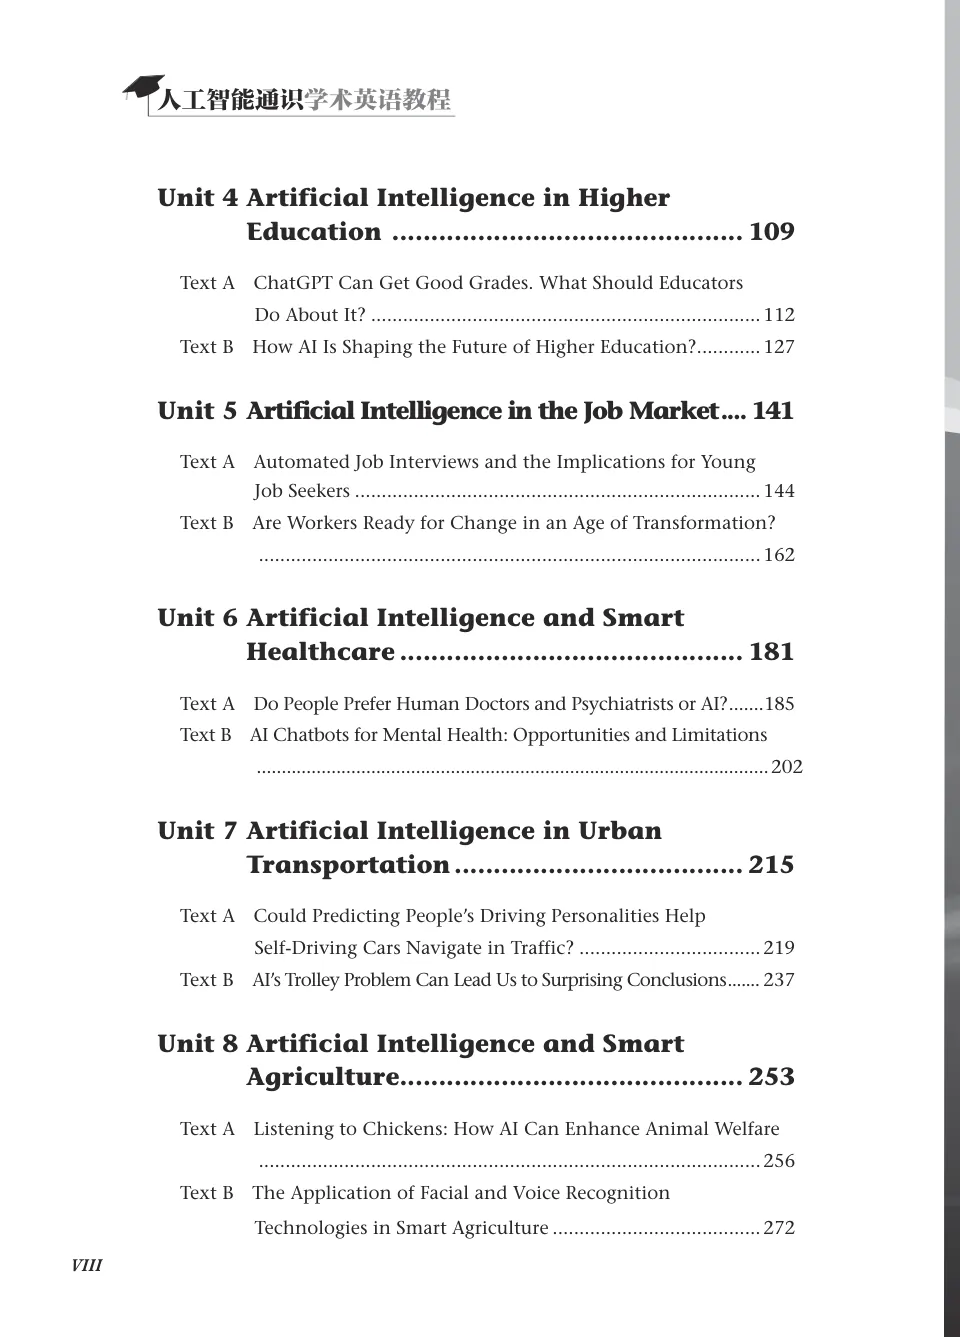 人工智能通识学术英语教程
Unit 4 Artificial Intelligence in Higher
Education ............................................. 109
Text A ChatGPT Can Get Good Grades. What Should Educators
Do About It? ......................................................................... 112
Text B How AI Is Shaping the Future of Higher Education?............ 127
Unit 5 Artificial Intelligence in the Job Market.... 141
Text A Automated Job Interviews and the Implications for Young
Job Seekers ............................................................................ 144
Text B Are Workers Ready for Change in an Age of Transformation?
.............................................................................................. 162
Unit 6 Artificial Intelligence and Smart
Healthcare ............................................ 181
Text A Do People Prefer Human Doctors and Psychiatrists or AI?.......185
Text B AI Chatbots for Mental Health: Opportunities and Limitations
.......................................................................................................202
Unit 7 Artificial Intelligence in Urban
Transportation ..................................... 215
Text A Could Predicting People's Driving Personalities Help
Self-Driving Cars Navigate in Traffic? .................................. 219
Text B AI's Trolley Problem Can Lead Us to Surprising Conclusions....... 237
Unit 8 Artificial Intelligence and Smart
Agriculture............................................ 253
Text A Listening to Chickens: How AI Can Enhance Animal Welfare
.............................................................................................. 256
Text B The Application of Facial and Voice Recognition
Technologies in Smart Agriculture ....................................... 272
VIII